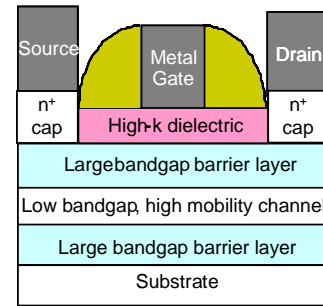 Source
Metal
Gate
Drain
n+
cap
High-k dielectric
n+
cap
Largebandgap barrier layer
Low bandgap, high mobility channel
Large bandgap barrier layer
Substrate